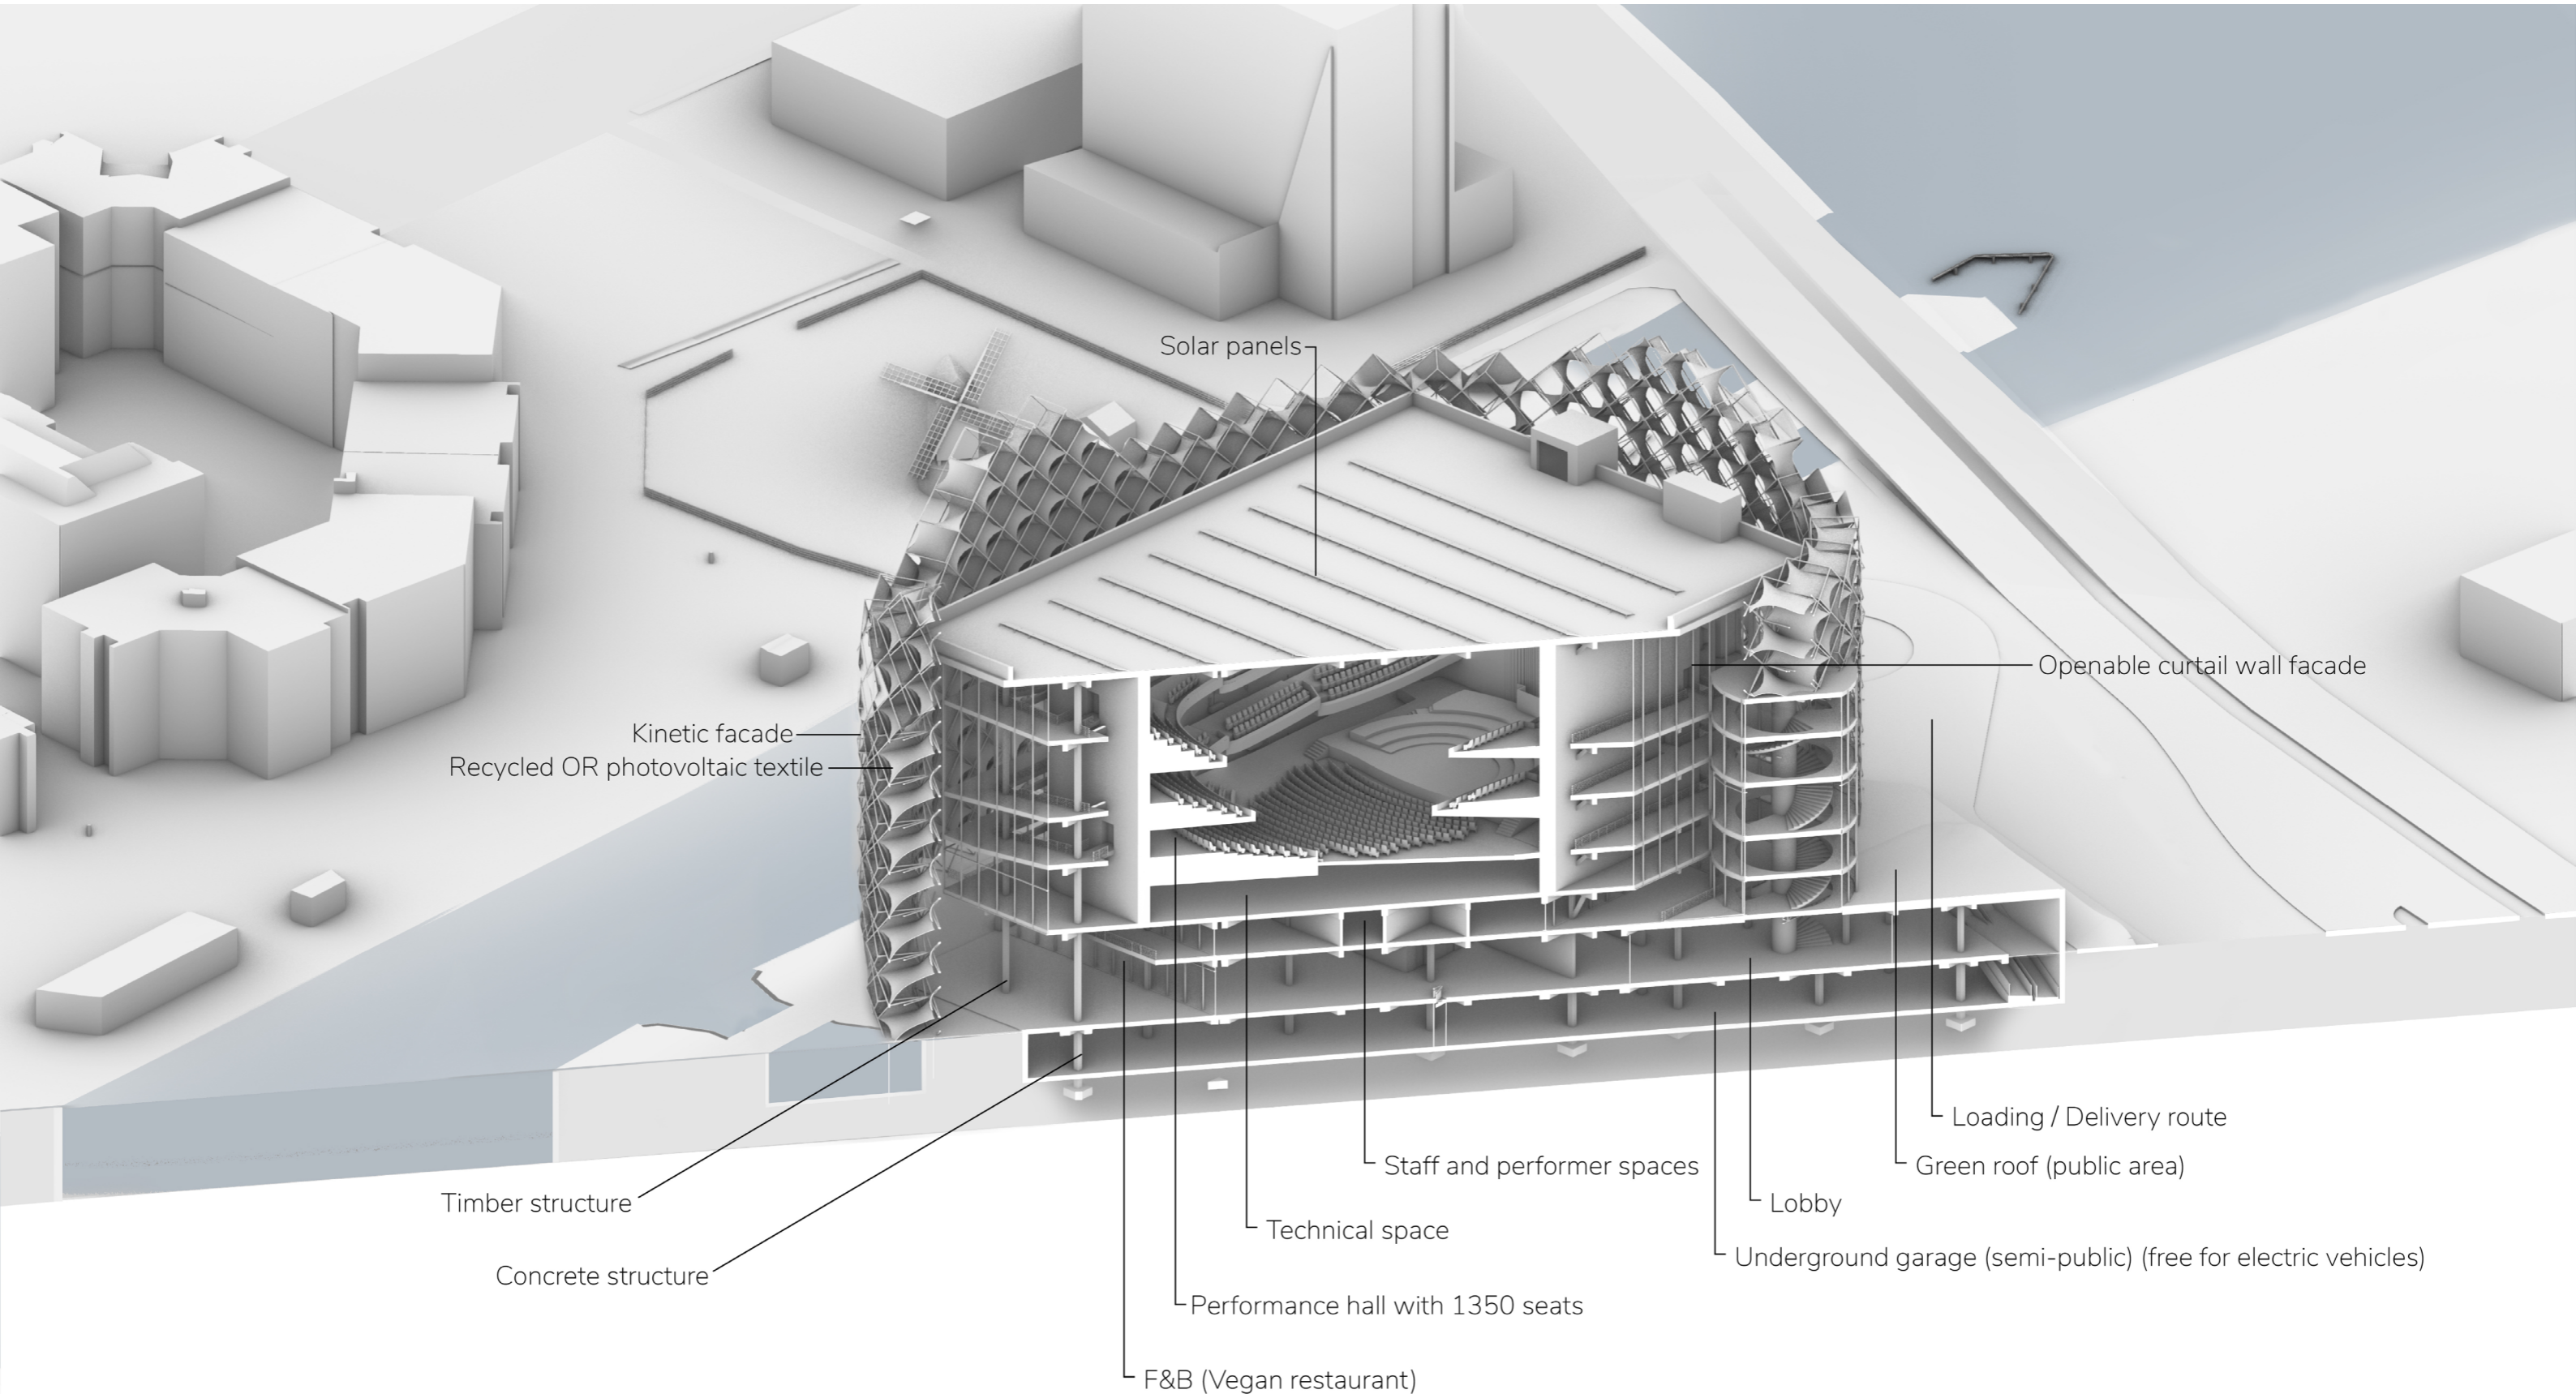 Solar panels
Openable curtail wall facade
Kinetic facade
Recycled OR photovoltaic textile
Loading / Delivery route
Staff and performer spaces
Green roof (public area)
Timber structure
Lobby
Technical space
Underground garage (semi-public) (free for electric vehicles)
Concrete structure
Performance hall with 1350 seats
F&B (Vegan restaurant)